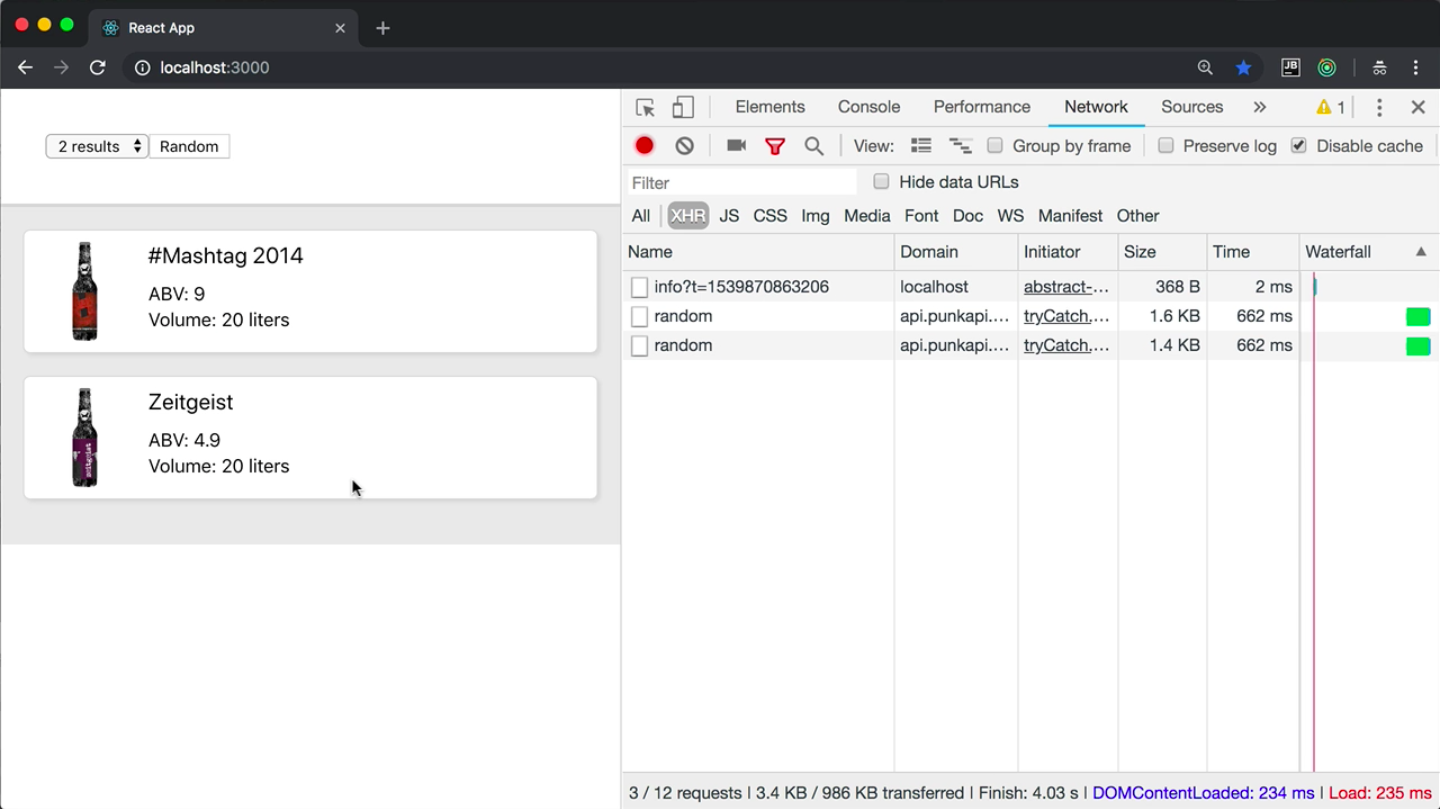 React App
localhost:3000
JB
2 results Random
#Mashtag 2014
ABV: 9
Volume: 20 liters
Zeitgeist
ABV: 4.9
Volume: 20 liters
Elements Console Performance Network Sources » 1
View: Group by frame Preserve log Disable cache
Filter Hide data URLs
All XHR JS CSS Img Media Font Doc WS Manifest Other
Name Domain Initiator Size Time Waterfall
info?t=1539870863206 localhost abstract-… 368 B 2 ms
random api.punkapi.… tryCatch.… 1.6 KB 662 ms
random api.punkapi.… tryCatch.… 1.4 KB 662 ms
3 / 12 requests | 3.4 KB / 986 KB transferred | Finish: 4.03 s | DOMContentLoaded: 234 ms | Load: 235 ms